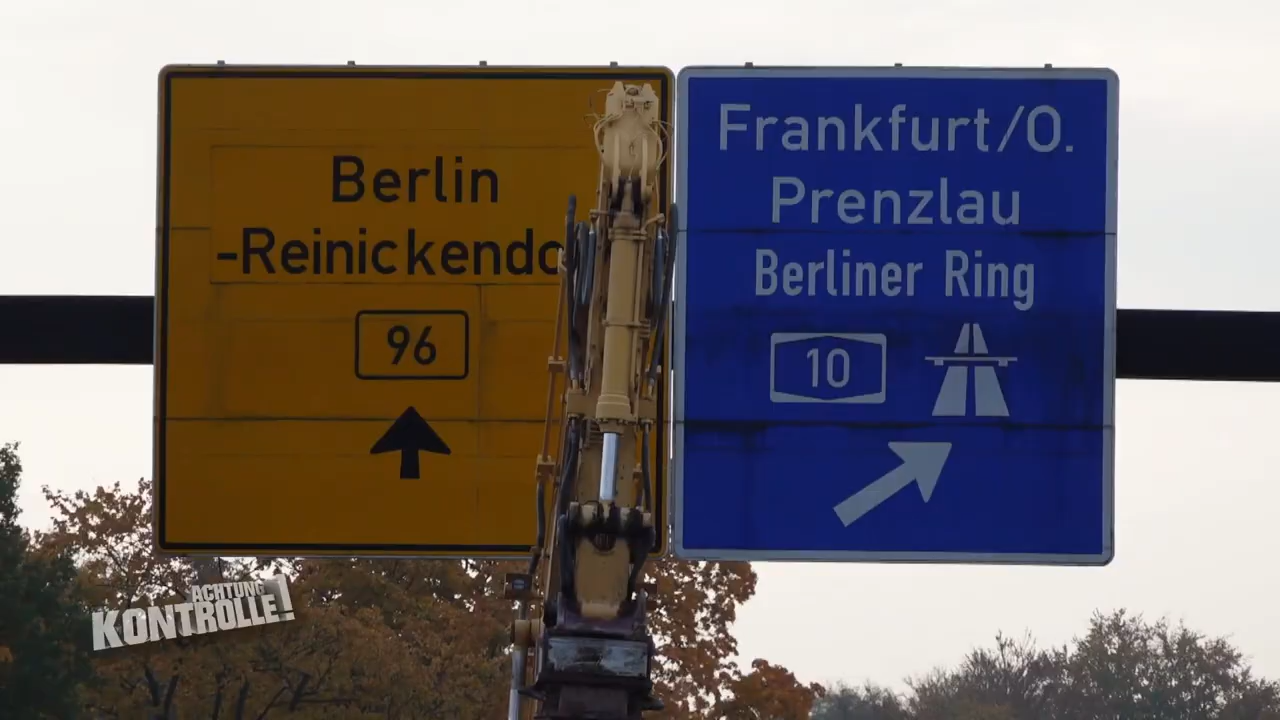 Berlin
-Reinickendo
96
Frankfurt/O.
Prenzlau
Berliner Ring
10
ACHTUNG
KONTROLLE!